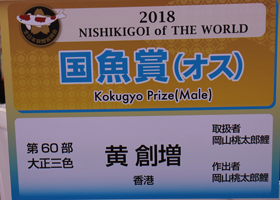 2018
NISHIKIGOI of THE WORLD
国魚賞(オス)
Kokugyo Prize(Male)
第60部
大正三色
黄 創増
香港
取扱者
岡山桃太郎鯉
作出者
岡山桃太郎鯉